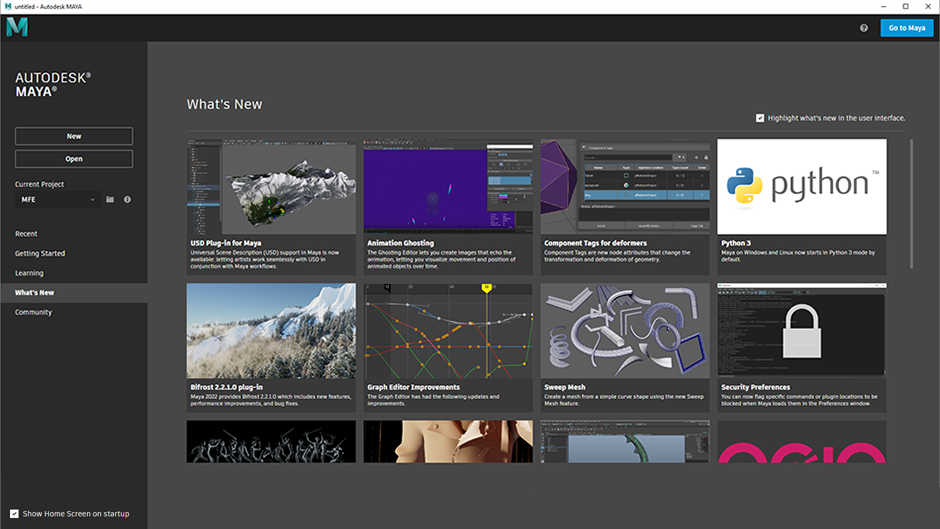 untitled - Autodesk MAYA
M
Go to Maya
AUTODESK®
MAYA®
New
Open
Current Project
MFE
Recent
Getting Started
Learning
What's New
Community
Show Home Screen on startup
What's New
Highlight what's new in the user interface.
USD Plug-in for Maya
Universal Scene Description (USD) support in Maya is now
available: letting artists work seamlessly with USD in
conjunction with Maya workflows.
Animation Ghosting
The Ghosting Editor lets you create images that echo the
animation, letting you visualize movement and position of
animated objects over time.
Component Tags
Component Tags for deformers
Component Tags are new node attributes that change the
transformation and deformation of geometry.
python™
Python 3
Maya on Windows and Linux now starts in Python 3 mode by
default.
Bifrost 2.2.1.0 plug-in
Maya 2022 provides Bifrost 2.2.1.0 which includes new features,
performance improvements, and bug fixes.
Graph Editor Improvements
The Graph Editor has had the following updates and
improvements.
Sweep Mesh
Create a mesh from a simple curve shape using the new Sweep
Mesh feature.
Security Preferences
You can now flag specific commands or plugin locations to be
blocked when Maya loads them in the Preferences window.